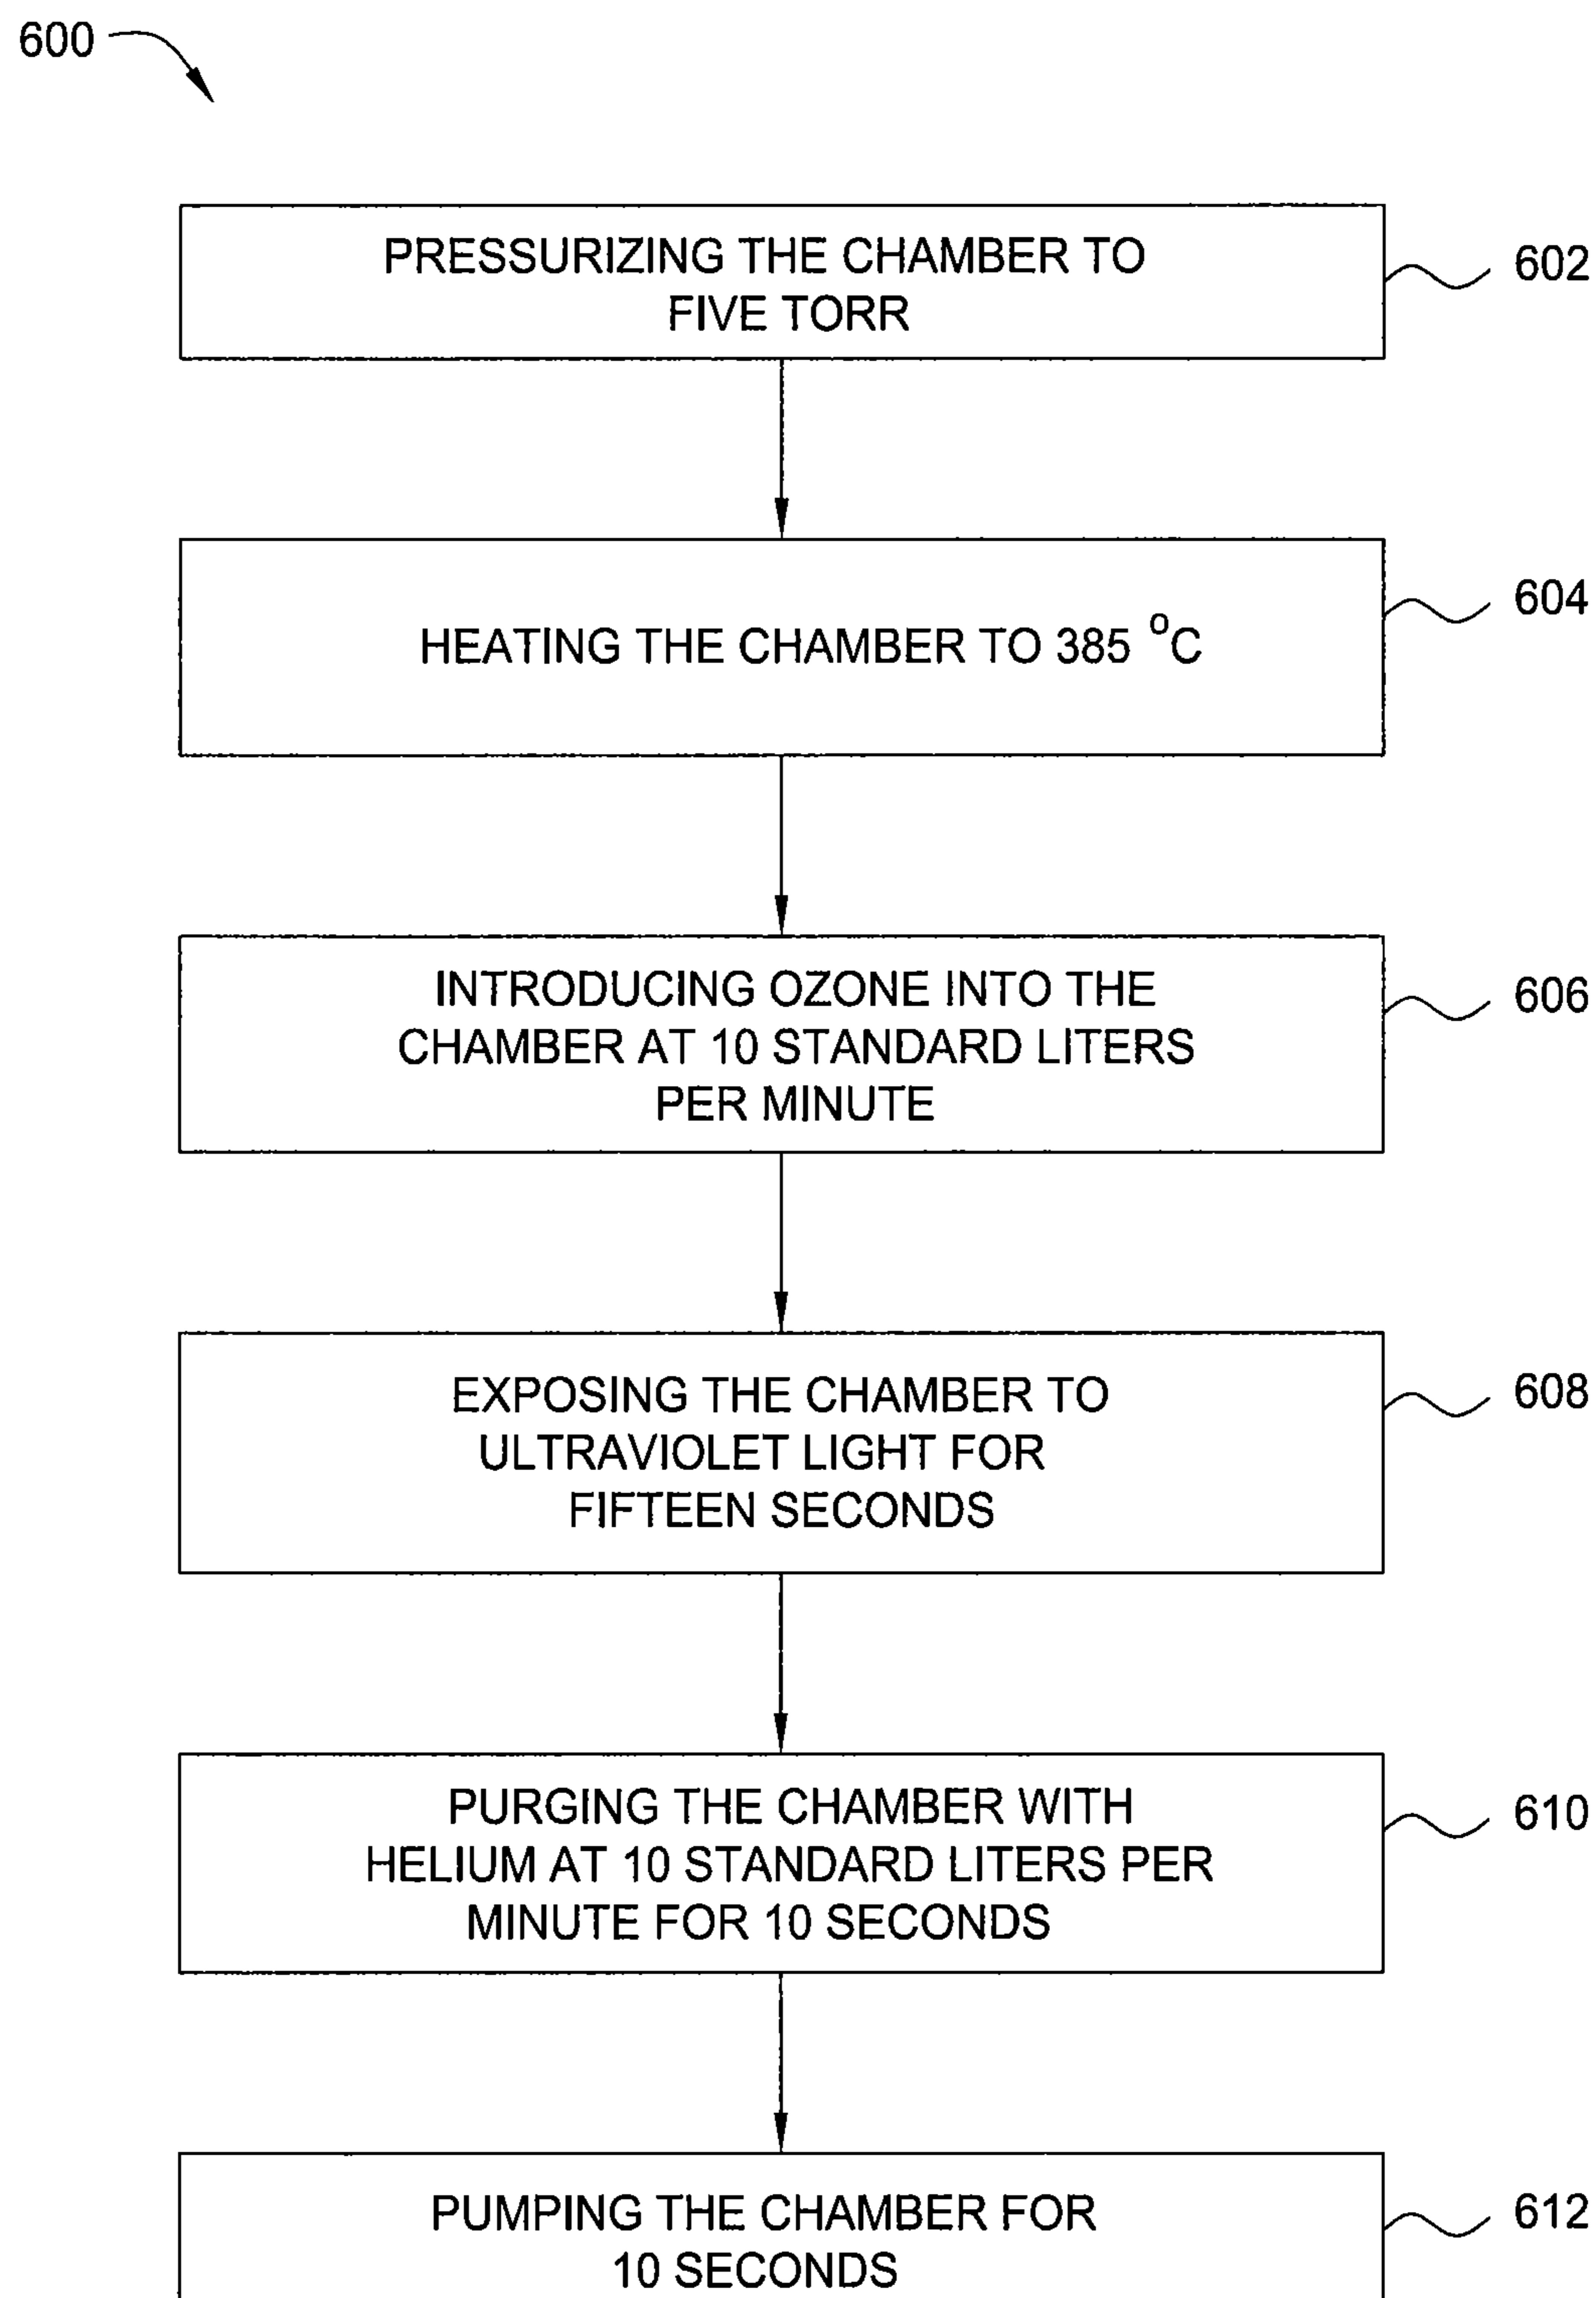 600
PRESSURIZING THE CHAMBER TO
FIVE TORR
602
HEATING THE CHAMBER TO 385 °C
604
INTRODUCING OZONE INTO THE
CHAMBER AT 10 STANDARD LITERS
PER MINUTE
606
EXPOSING THE CHAMBER TO
ULTRAVIOLET LIGHT FOR
FIFTEEN SECONDS
608
PURGING THE CHAMBER WITH
HELIUM AT 10 STANDARD LITERS PER
MINUTE FOR 10 SECONDS
610
PUMPING THE CHAMBER FOR
10 SECONDS
612